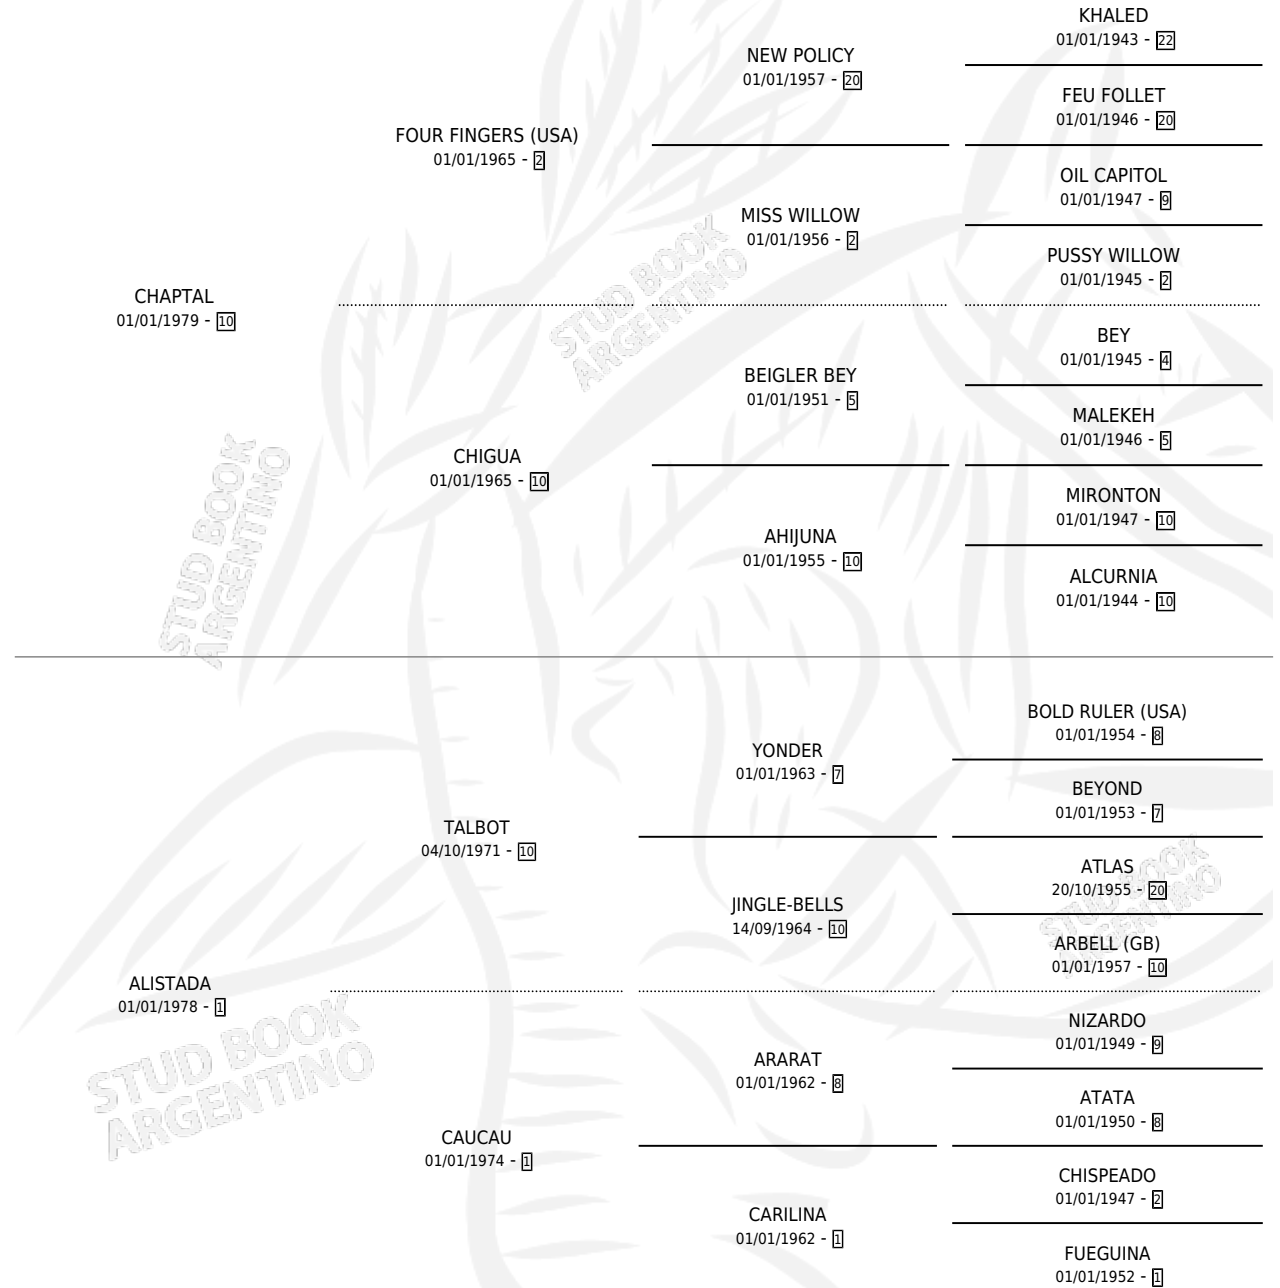 KHALED
01/01/1943 - 22
NEW POLICY
01/01/1957 - 20
FEU FOLLET
01/01/1946 - 20
FOUR FINGERS (USA)
01/01/1965 - 2
OIL CAPITOL
01/01/1947 - 9
MISS WILLOW
01/01/1956 - 2
PUSSY WILLOW
01/01/1945 - 2
STUD BOOK
ARGENTINO
CHAPTAL
01/01/1979 - 10
BEY
01/01/1945 - 4
BEIGLER BEY
01/01/1951 - 5
MALEKEH
01/01/1946 - 5
CHIGUA
01/01/1965 - 10
MIRONTON
01/01/1947 - 10
AHIJUNA
01/01/1955 - 10
ALCURNIA
01/01/1944 - 10
STUD BOOK
ARGENTINO
BOLD RULER (USA)
01/01/1954 - 8
YONDER
01/01/1963 - 7
BEYOND
01/01/1953 - 7
TALBOT
04/10/1971 - 10
ATLAS
20/10/1955 - 20
JINGLE-BELLS
14/09/1964 - 10
ARBELL (GB)
01/01/1957 - 10
STUD BOOK
ARGENTINO
ALISTADA
01/01/1978 - 1
NIZARDO
01/01/1949 - 9
ARARAT
01/01/1962 - 8
ATATA
01/01/1950 - 8
STUD BOOK
ARGENTINO
CAUCAU
01/01/1974 - 1
CHISPEADO
01/01/1947 - 2
CARILINA
01/01/1962 - 1
FUEGUINA
01/01/1952 - 1